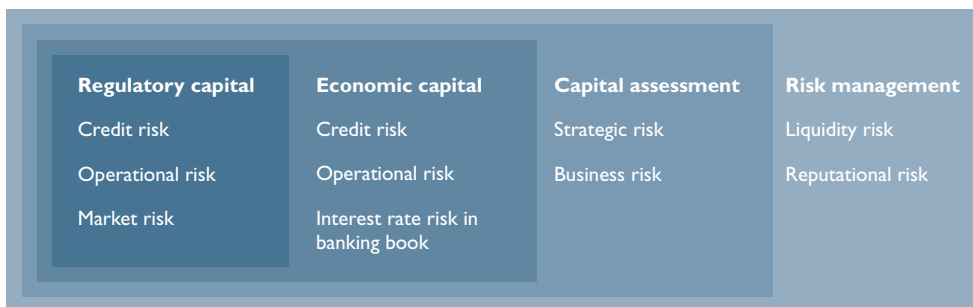 Regulatory capital
Credit risk
Operational risk
Market risk
Economic capital
Credit risk
Operational risk
Interest rate risk in
banking book
Capital assessment
Strategic risk
Business risk
Risk management
Liquidity risk
Reputational risk